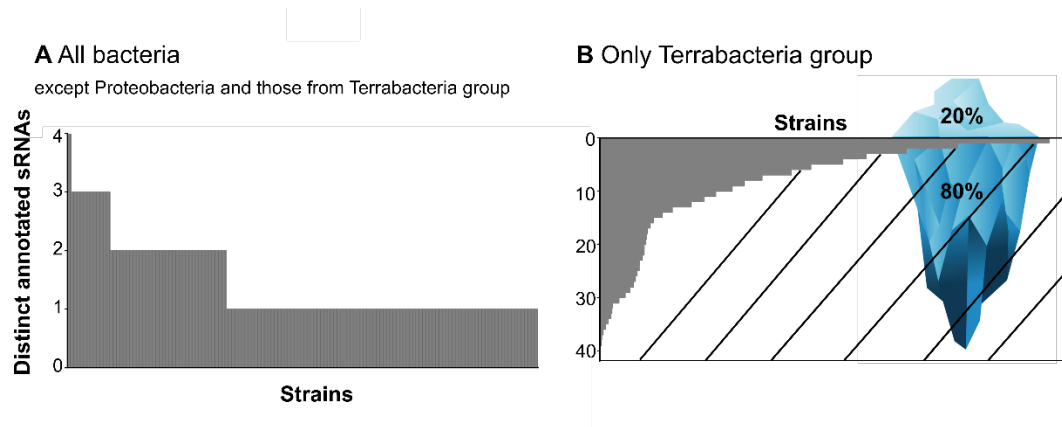 A All bacteria
except Proteobacteria and those from Terrabacteria group
Distinct annotated sRNAs
4
3
2
1
0
Strains
B Only Terrabacteria group
20%
Strains
0
80%
10
20
30
40